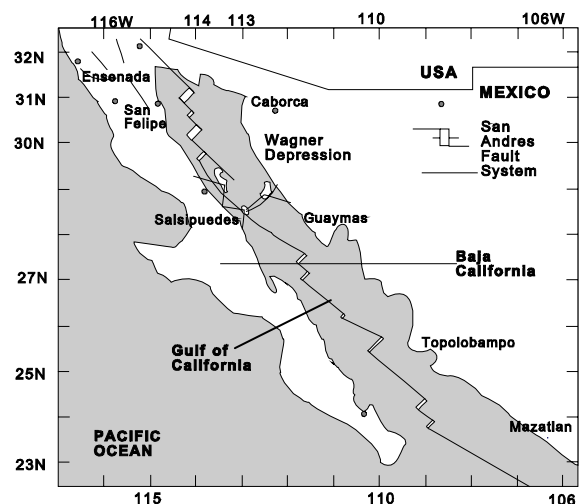 116W 114 113 110 106W
32N
Ensenada
USA
31N
MEXICO
Caborca
San
Felipe
San
Andres
Fault
System
30N
Wagner
Depression
Salsipuedes
Guaymas
Baja
California
27N
Topolobampo
Gulf of
California
25N
Mazatlan
PACIFIC
OCEAN
23N
115 110 106